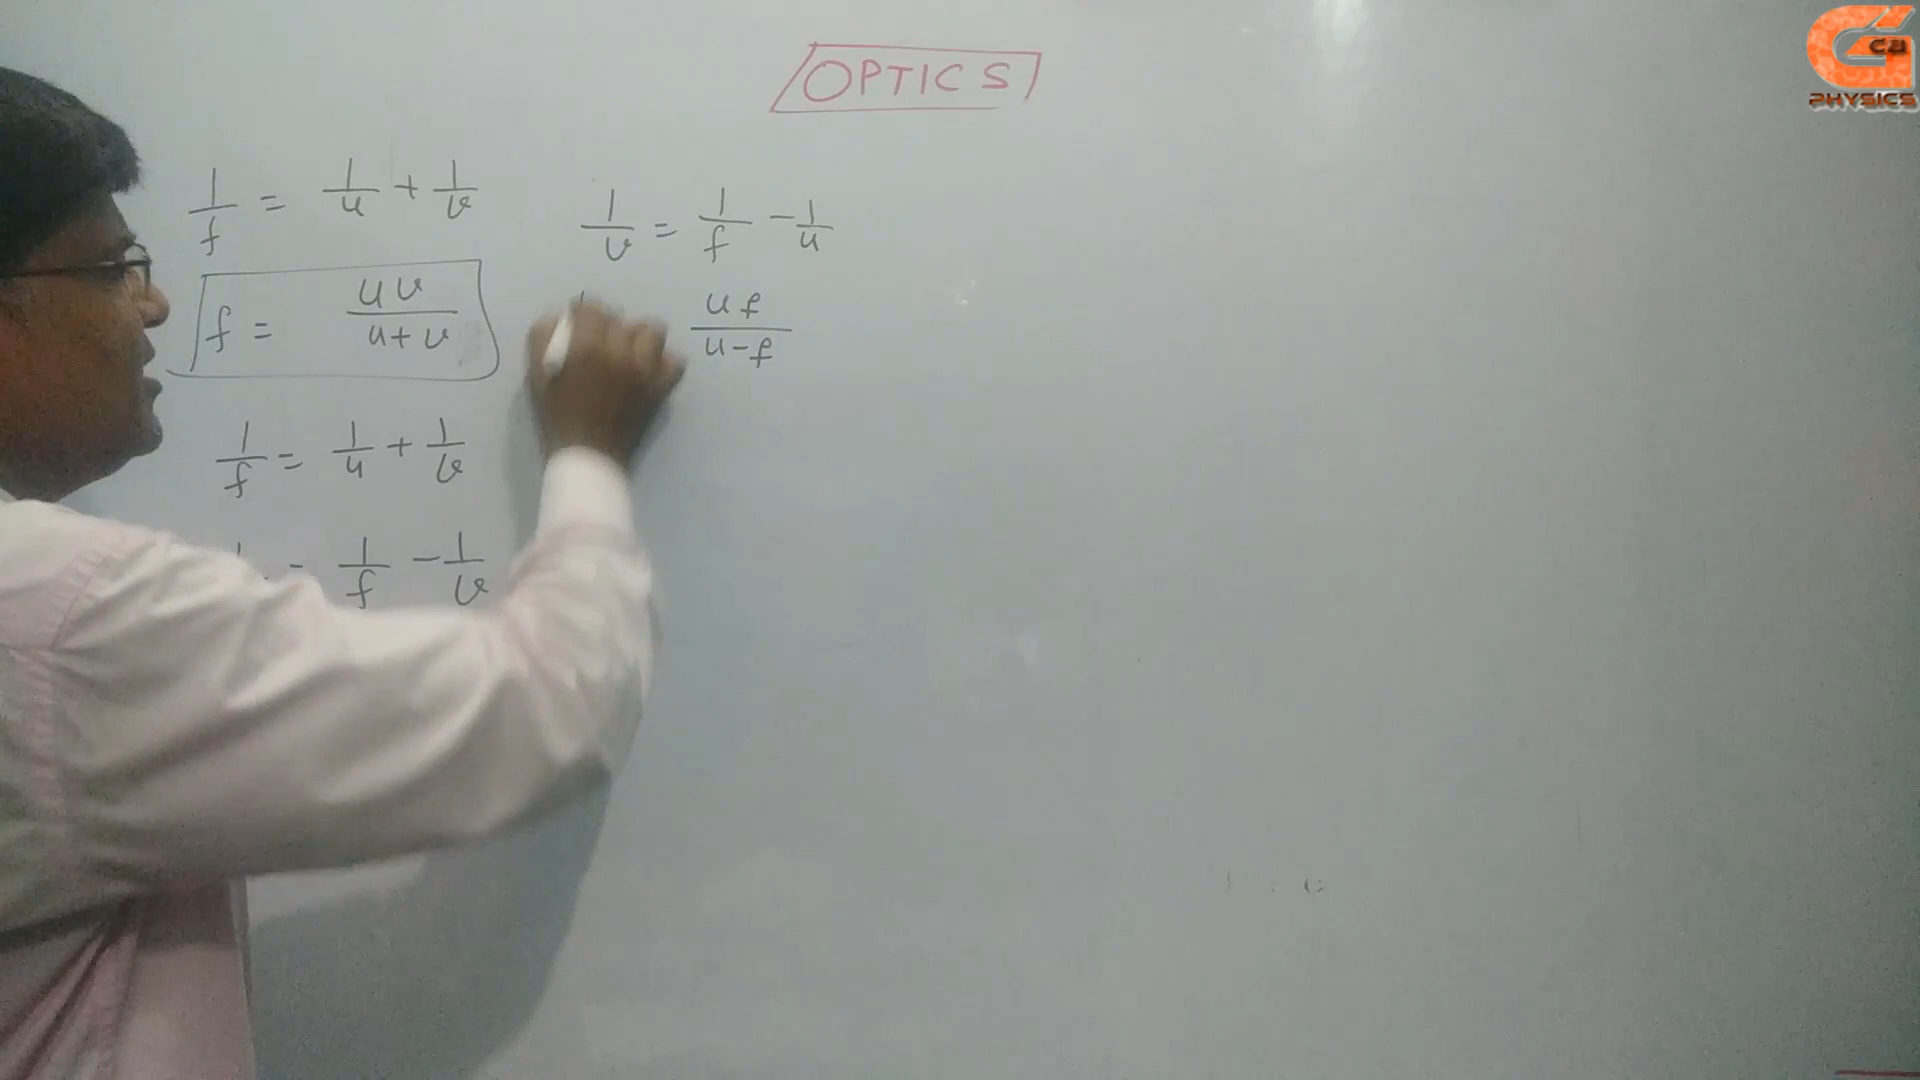 OPTICS
1/f = 1/u + 1/v
f = uv/u+v
1/f = 1/u + 1/v
= 1/f - 1/v
1/v = 1/f - 1/u
uf/u-f
PHYSICS